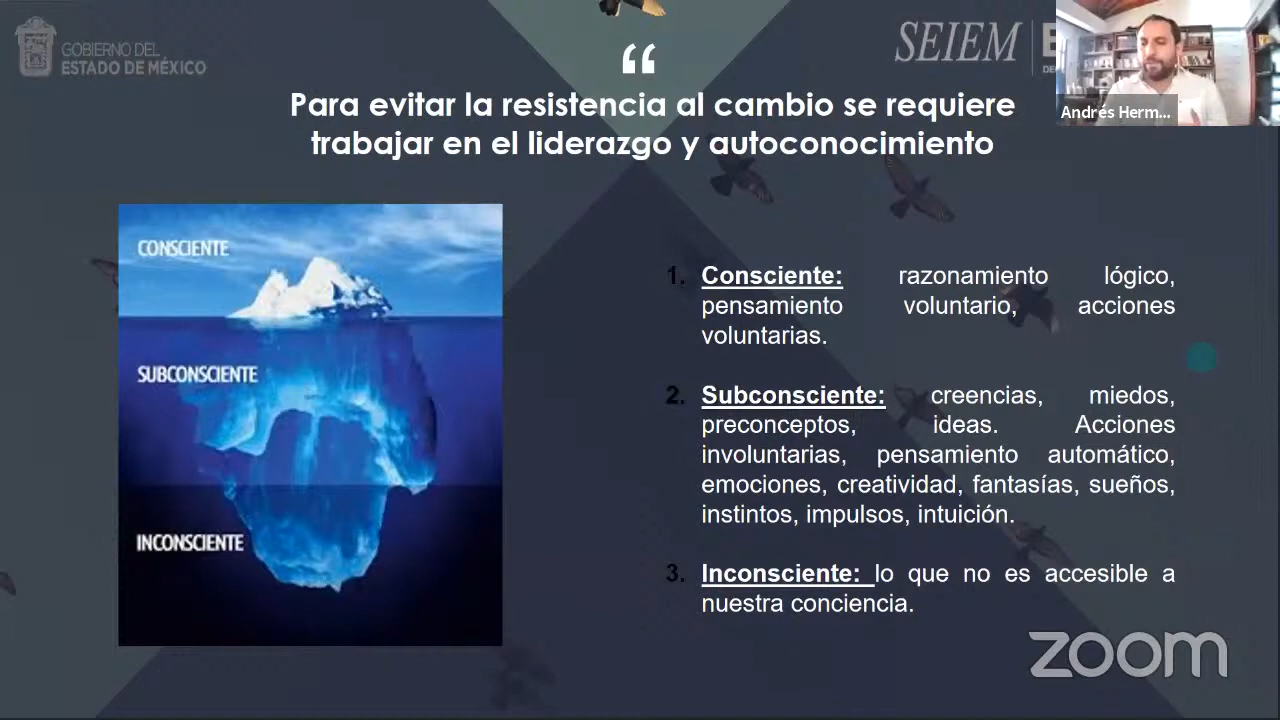 GOBIERNO DEL
ESTADO DE MÉXICO
SEIEM
Andrés Herm...
“
Para evitar la resistencia al cambio se requiere
trabajar en el liderazgo y autoconocimiento
CONSCIENTE
SUBCONSCIENTE
INCONSCIENTE
1. Consciente: razonamiento lógico,
pensamiento voluntario, acciones
voluntarias.
2. Subconsciente: creencias, miedos,
preconceptos, ideas. Acciones
involuntarias, pensamiento automático,
emociones, creatividad, fantasías, sueños,
instintos, impulsos, intuición.
3. Inconsciente: lo que no es accesible a
nuestra conciencia.
zoom